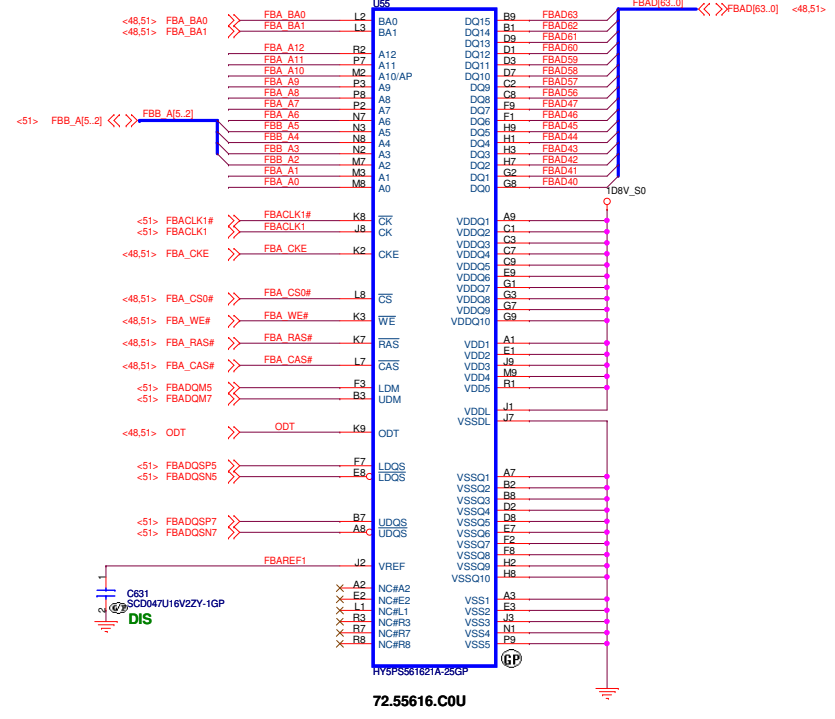 U55
FBAD[63..0]
<48,51> FBA_BA0 FBA_BA0 L2 BA0 DQ15 B9 FBAD63 FBAD[63..0] <48,51>
<48,51> FBA_BA1 FBA_BA1 L3 BA1 DQ14 B1 FBAD62
DQ13 D9 FBAD61
FBA_A12 R2 A12 DQ12 D1 FBAD60
FBA_A11 P7 A11 DQ11 D3 FBAD59
FBA_A10 M2 A10/AP DQ10 D7 FBAD58
FBA_A9 P3 A9 DQ9 C2 FBAD57
FBA_A8 P8 A8 DQ8 C8 FBAD56
FBA_A7 P2 A7 DQ7 F9 FBAD47
<51> FBB_A[5..2] FBB_A[5..2] FBA_A6 N7 A6 DQ6 F1 FBAD46
FBB_A5 N3 A5 DQ5 H9 FBAD45
FBB_A4 N8 A4 DQ4 H1 FBAD44
FBB_A3 N2 A3 DQ3 H3 FBAD43
FBB_A2 M7 A2 DQ2 H7 FBAD42
FBA_A1 M3 A1 DQ1 G2 FBAD41
FBA_A0 M8 A0 DQ0 G8 FBAD40
1D8V_S0
<51> FBACLK1# FBACLK1# K8 CK VDDQ1 A9
<51> FBACLK1 FBACLK1 J8 CK VDDQ2 C1
VDDQ3 C3
<48,51> FBA_CKE FBA_CKE K2 CKE VDDQ4 C7
VDDQ5 C9
VDDQ6 E9
VDDQ7 G1
<48,51> FBA_CS0# FBA_CS0# L8 CS VDDQ8 G3
VDDQ9 G7
<48,51> FBA_WE# FBA_WE# K3 WE VDDQ10 G9
<48,51> FBA_RAS# FBA_RAS# K7 RAS VDD1 A1
VDD2 E1
<48,51> FBA_CAS# FBA_CAS# L7 CAS VDD3 J9
VDD4 M9
<51> FBADQM5 F3 LDM VDD5 R1
<51> FBADQM7 B3 UDM
VDDL J1
VSSDL J7
<48,51> ODT ODT K9 ODT
<51> FBADQSP5 F7 LDQS
<51> FBADQSN5 E8 LDQS VSSQ1 A7
VSSQ2 B2
VSSQ3 B8
VSSQ4 D2
<51> FBADQSP7 B7 UDQS VSSQ5 D8
<51> FBADQSN7 A8 UDQS VSSQ6 E7
VSSQ7 F2
VSSQ8 F8
FBAREF1 J2 VREF VSSQ9 H2
VSSQ10 H8
1
A2 NC#A2
C631 E2 NC#E2 VSS1 A3
SCD047U16V2ZY-1GP L1 NC#L1 VSS2 E3
2 G/P DIS R3 NC#R3 VSS3 J3
R7 NC#R7 VSS4 N1
R8 NC#R8 VSS5 P9
GP
HY5PS561621A-25GP
72.55616.C0U